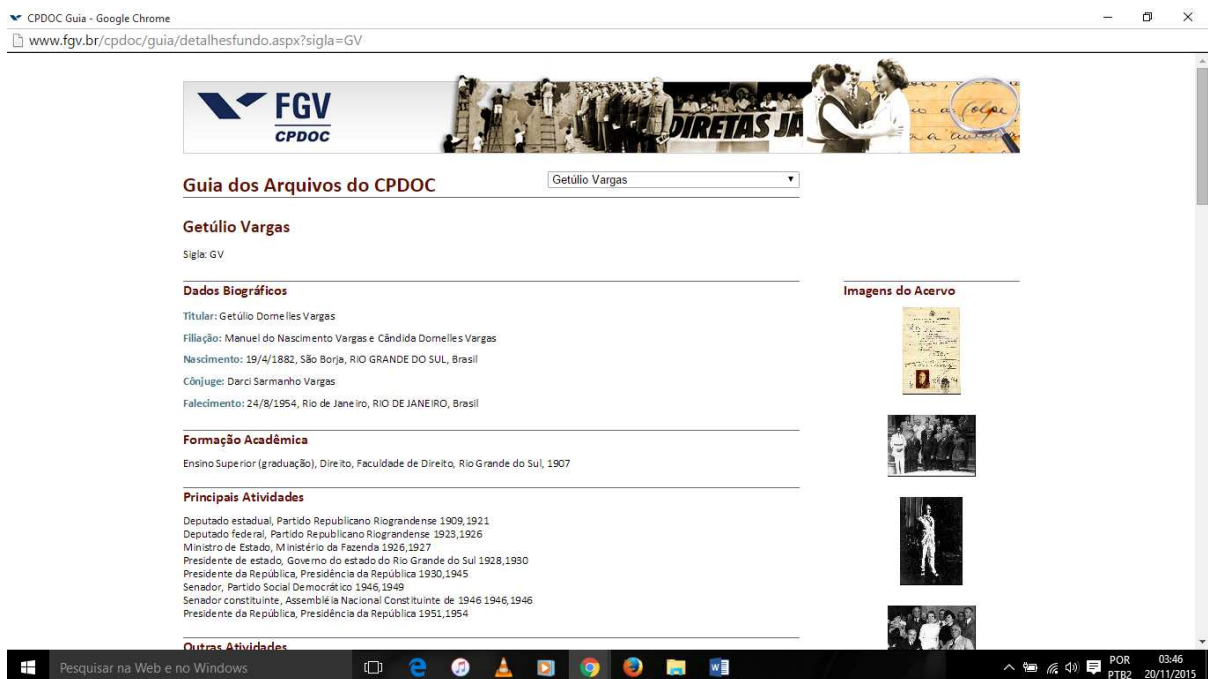 CPDOC Guia - Google Chrome
www.fgv.br/cpdoc/guia/detalhesfundo.aspx?sigla=GV
FGV
CPDOC
DIRETAS JÁ
Guia dos Arquivos do CPDOC
Getúlio Vargas
Getúlio Vargas
Sigla: GV
Dados Biográficos
Titular: Getúlio Dornelles Vargas
Filiação: Manuel do Nascimento Vargas e Cândida Dornelles Vargas
Nascimento: 19/4/1882, São Borja, RIO GRANDE DO SUL, Brasil
Cônjuge: Darci Sarmanho Vargas
Falecimento: 24/8/1954, Rio de Janeiro, RIO DE JANEIRO, Brasil
Formação Acadêmica
Ensino Superior (graduação), Direito, Faculdade de Direito, Rio Grande do Sul, 1907
Principais Atividades
Deputado estadual, Partido Republicano Riograndense 1909,1921
Deputado federal, Partido Republicano Riograndense 1923,1926
Ministro de Estado, Ministério da Fazenda 1926,1927
Presidente de estado, Governo do estado do Rio Grande do Sul 1928,1930
Presidente da República, Presidência da República 1930,1945
Senador, Partido Social Democrático 1946,1949
Senador constituinte, Assembléia Nacional Constituinte de 1946 1946,1946
Presidente da República, Presidência da República 1951,1954
Outras Atividades
Imagens do Acervo
Pesquisar na Web e no Windows
POR
PTB2
03:46
20/11/2015